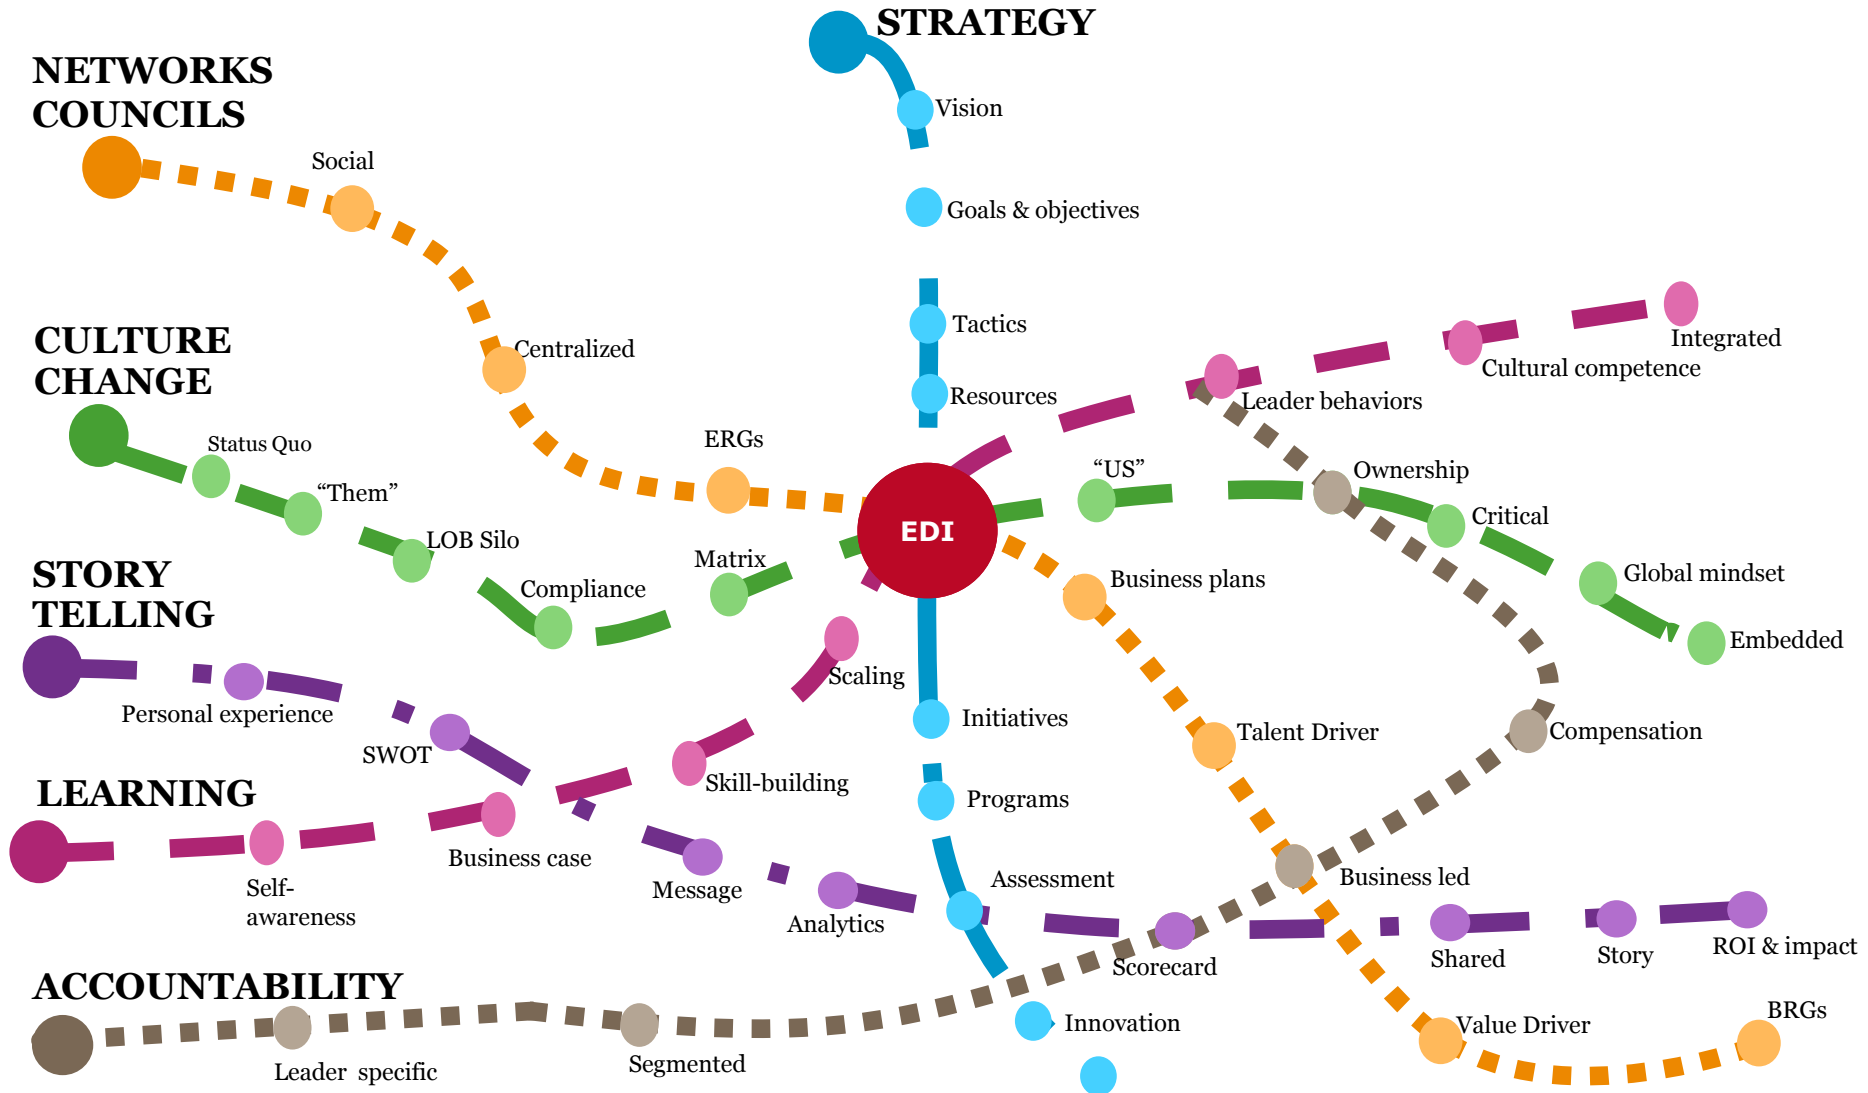 STRATEGY
NETWORKS
COUNCILS
Vision
Social
Goals & objectives
Tactics
CULTURE
CHANGE
Centralized
Integrated
Cultural competence
Resources
Leader behaviors
Status Quo
ERGs
"US"
Ownership
"Them"
Critical
EDI
LOB Silo
Matrix
STORY
TELLING
Compliance
Business plans
Global mindset
Embedded
Scaling
Personal experience
Initiatives
Talent Driver
Compensation
SWOT
LEARNING
Skill-building
Programs
Business case
Self-
awareness
Message
Assessment
Business led
Analytics
Scorecard
Shared
Story
ROI & impact
ACCOUNTABILITY
Innovation
Value Driver
BRGs
Leader  specific
Segmented